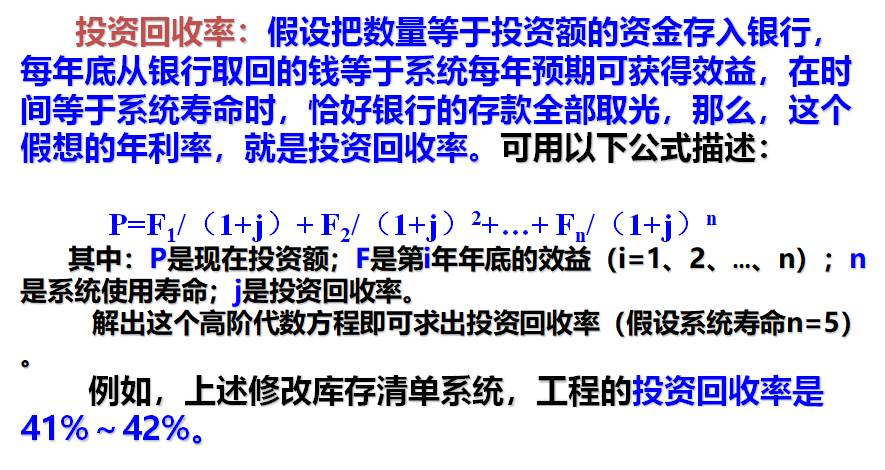 投资回收率：假设把数量等于投资额的资金存入银行，
每年底从银行取回的钱等于系统每年预期可获得效益，在时
间等于系统寿命时，恰好银行的存款全部取光，那么，这个
假想的年利率，就是投资回收率。可用以下公式描述：
P=F₁/（1+j）+ F₂/（1+j）²+…+ Fₙ/（1+j）ⁿ
其中：P是现在投资额；F是第i年年底的效益（i=1、2、...、n）；n
是系统使用寿命；j是投资回收率。
解出这个高阶代数方程即可求出投资回收率（假设系统寿命n=5）
。
例如，上述修改库存清单系统，工程的投资回收率是
41%～42%。